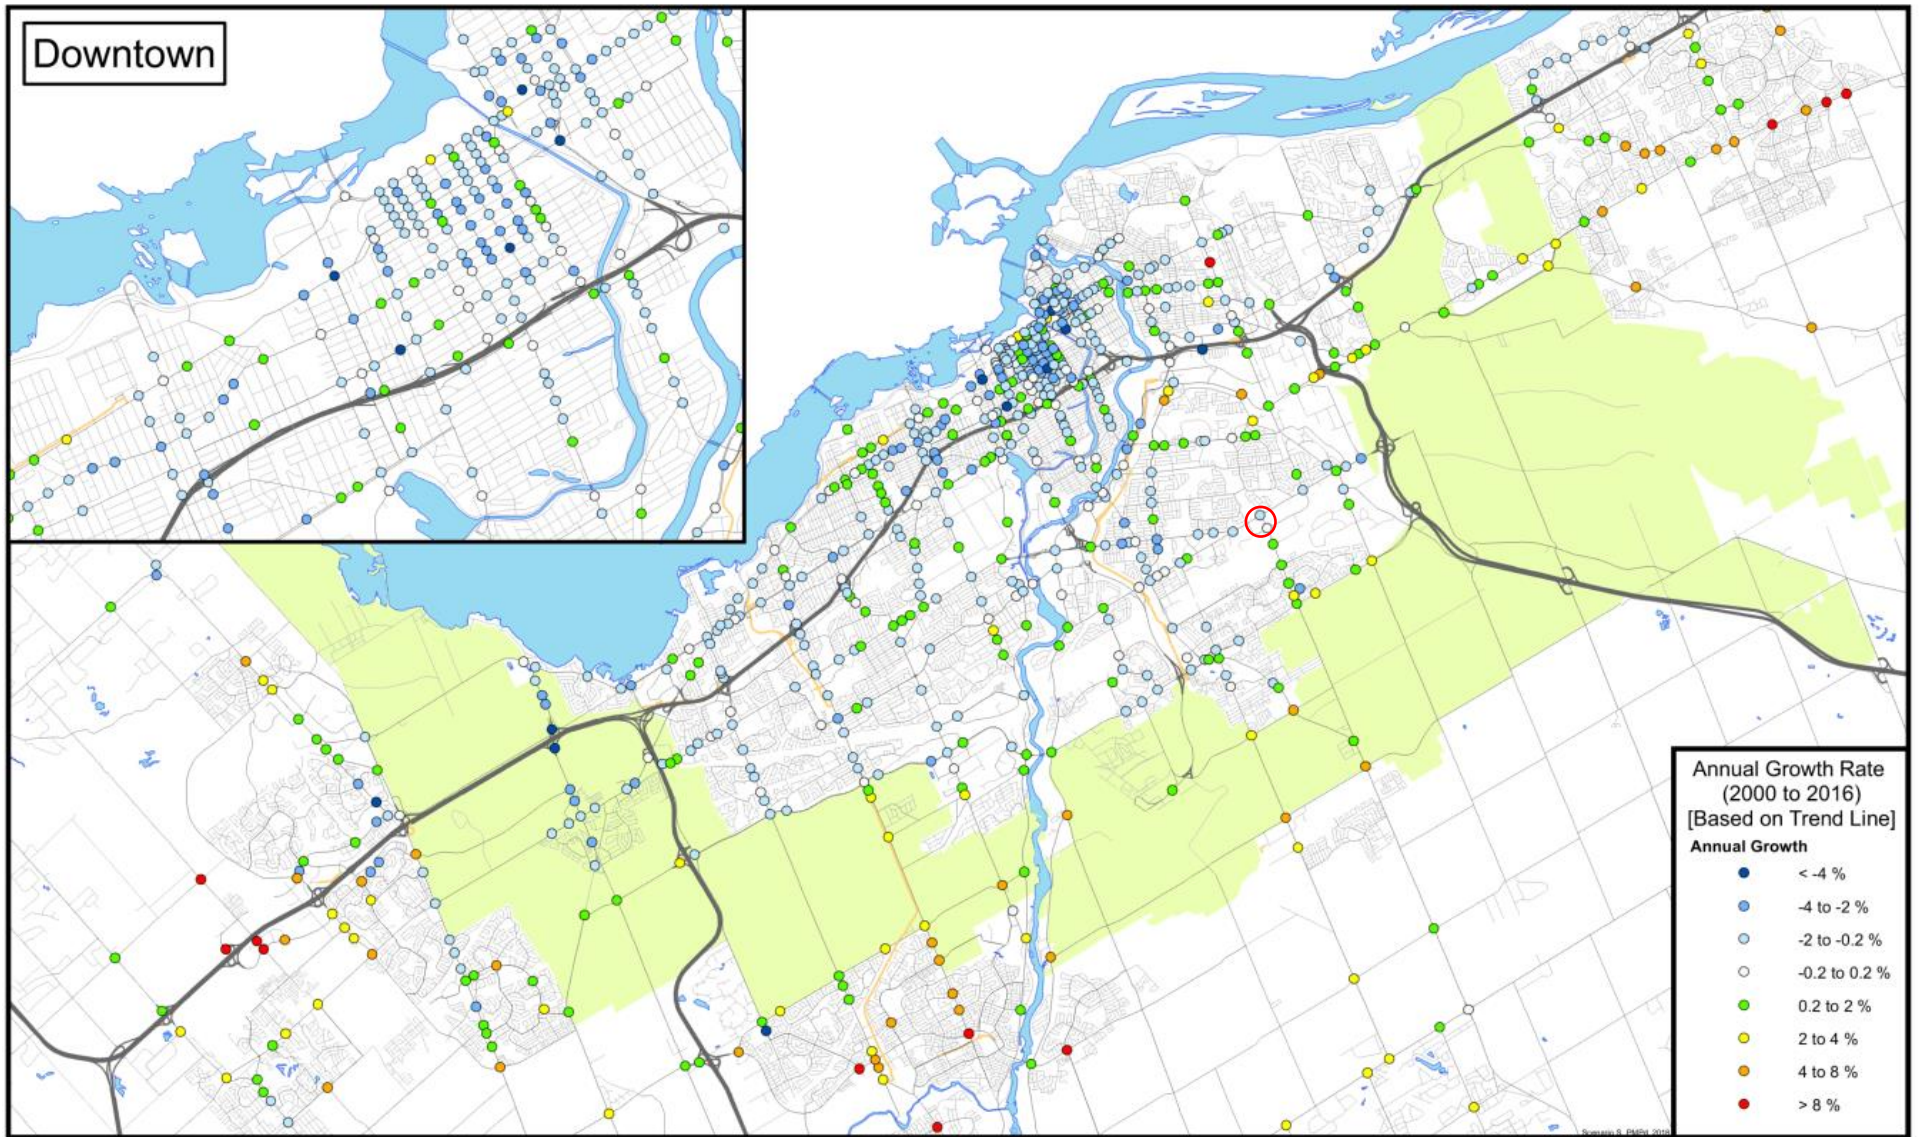 Downtown
Annual Growth Rate
(2000 to 2016)
[Based on Trend Line]
Annual Growth
< -4 %
-4 to -2 %
-2 to -0.2 %
-0.2 to 0.2 %
0.2 to 2 %
2 to 4 %
4 to 8 %
> 8 %